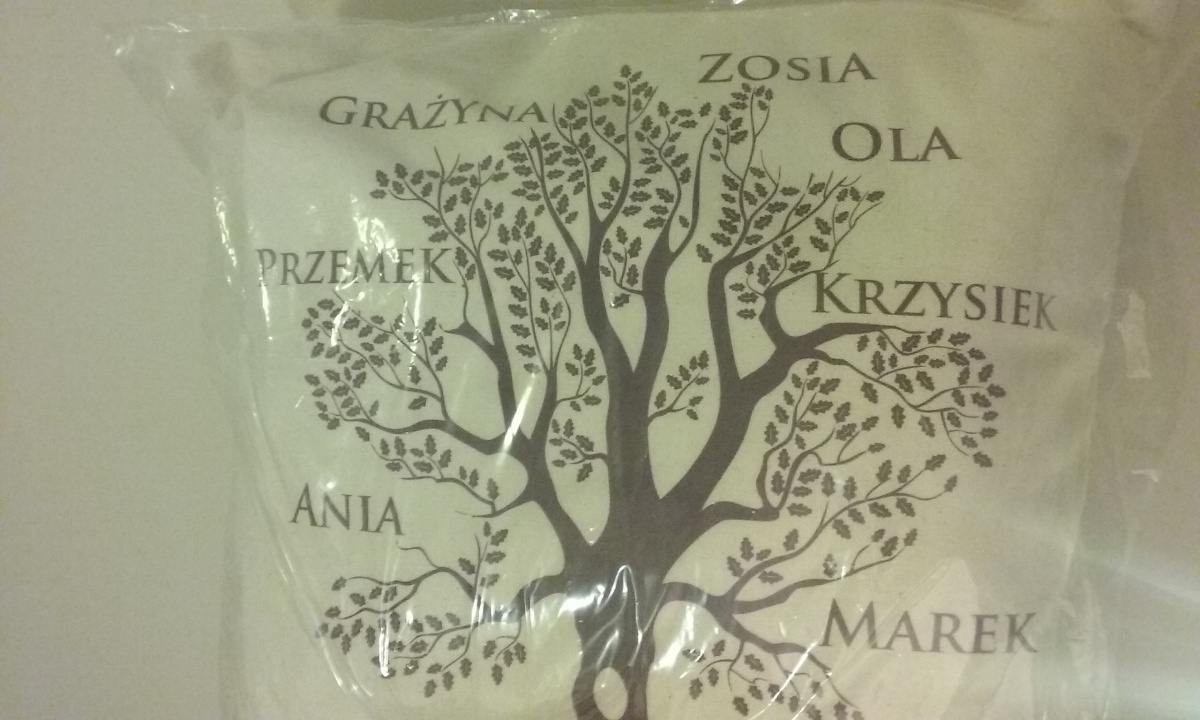 ZOSIA
GRAŻYNA
OLA
PRZEMEK
KRZYSIEK
ANIA
MAREK